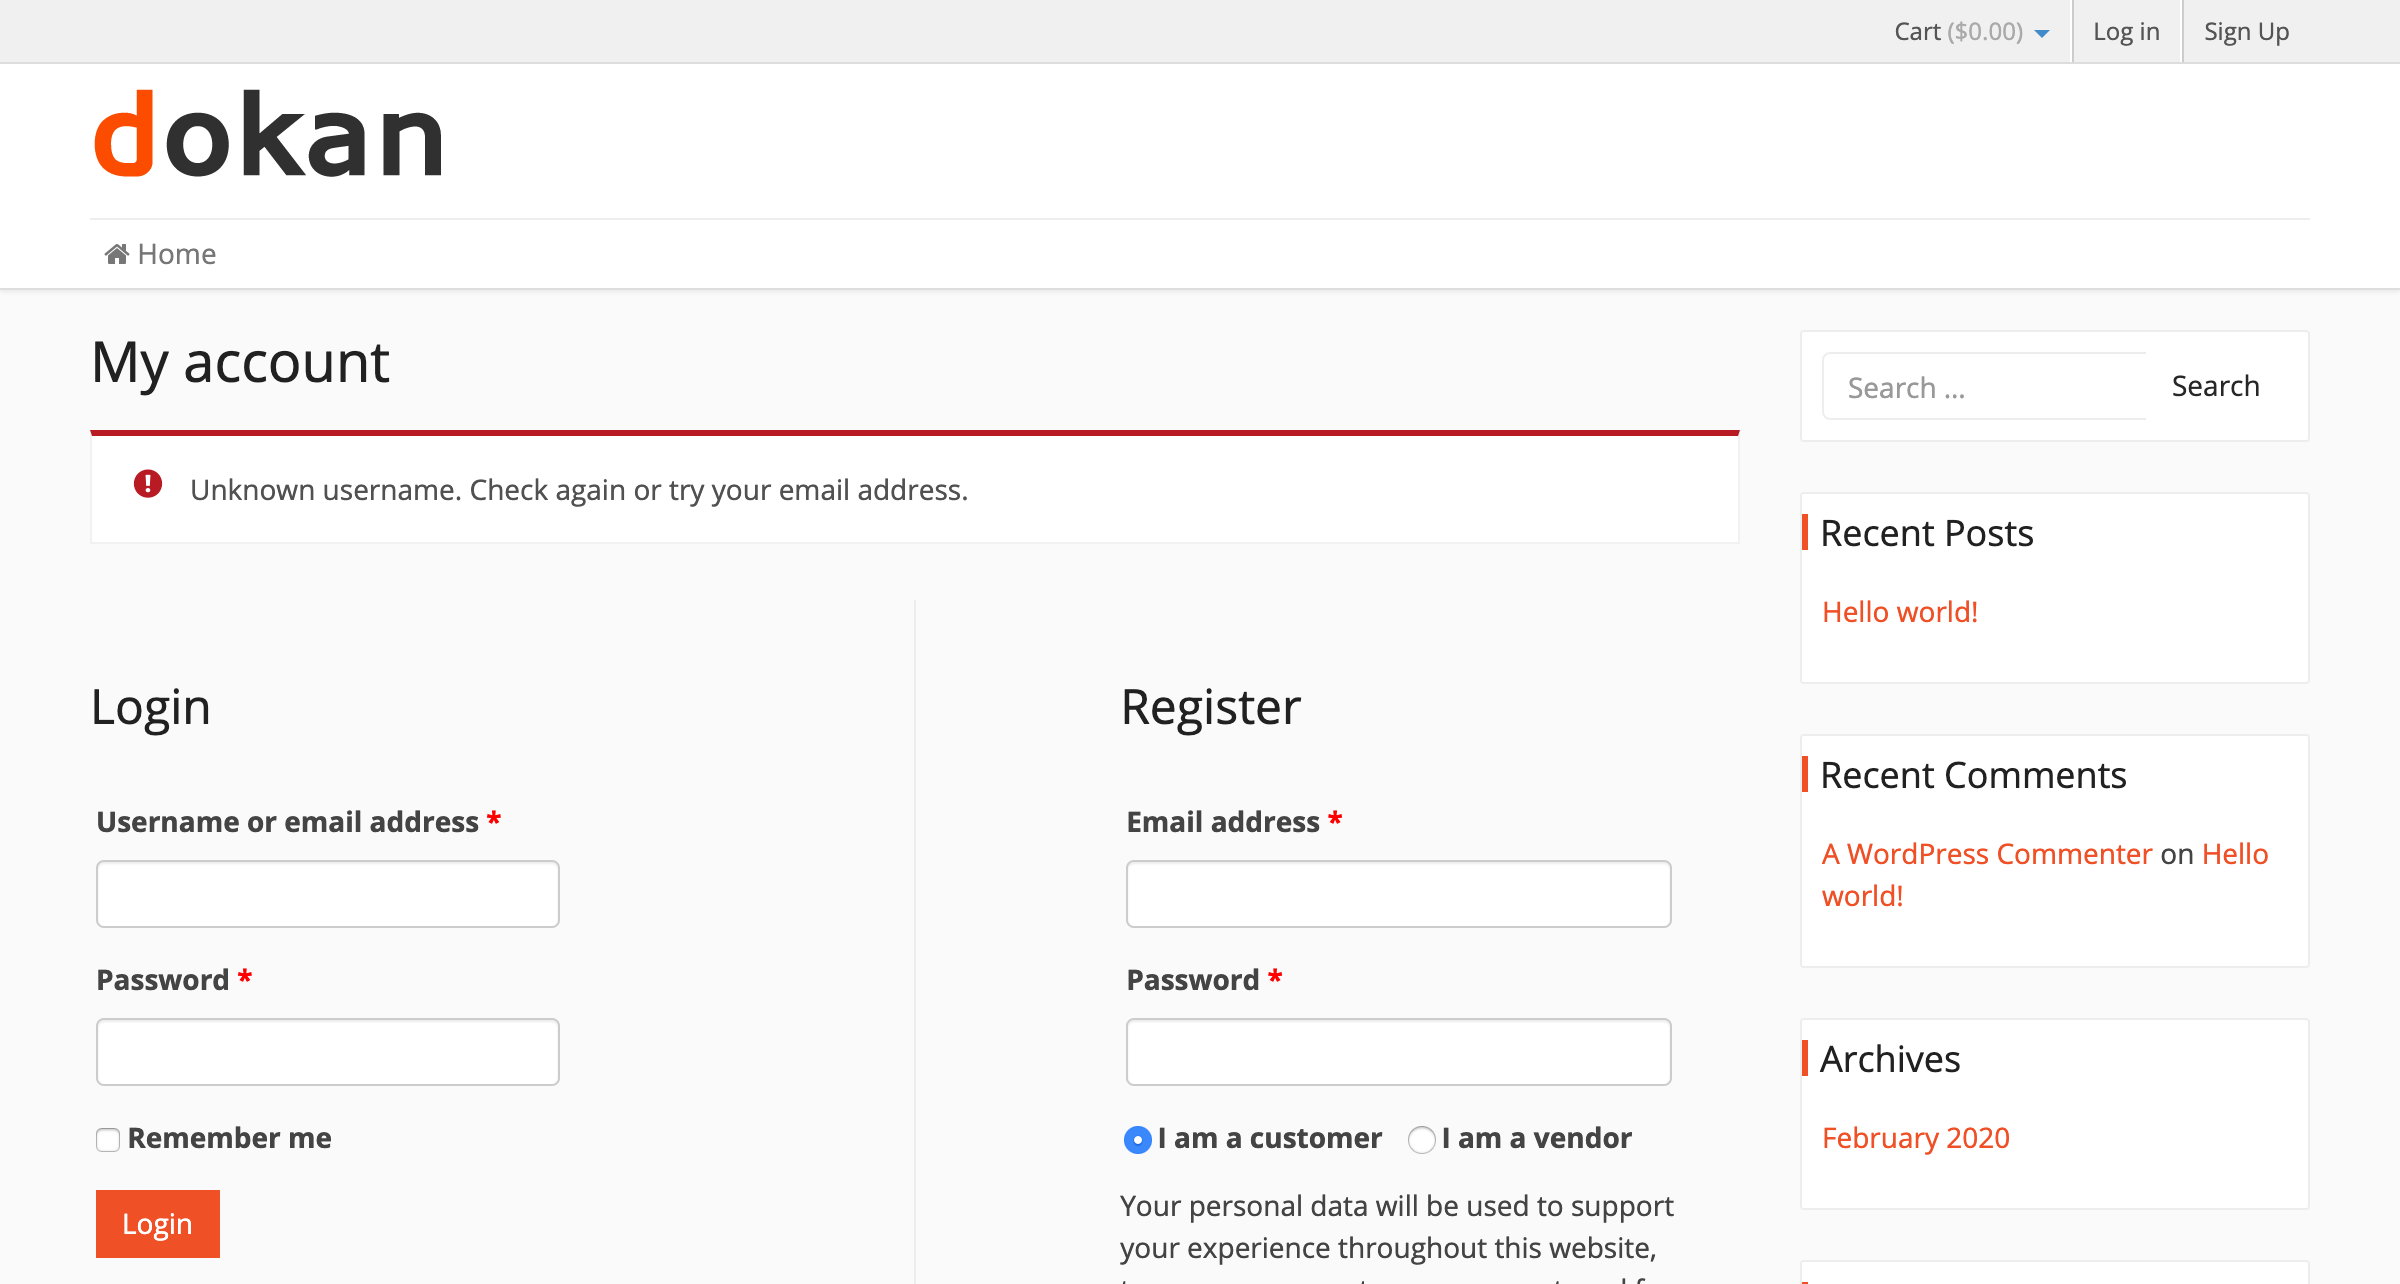 Cart ($0.00)
Log in
Sign Up
dokan
Home
My account
Unknown username. Check again or try your email address.
Login
Username or email address *
Password *
Remember me
Login
Register
Email address *
Password *
I am a customer
I am a vendor
Your personal data will be used to support
your experience throughout this website,
Search ...
Search
Recent Posts
Hello world!
Recent Comments
A WordPress Commenter on Hello
world!
Archives
February 2020